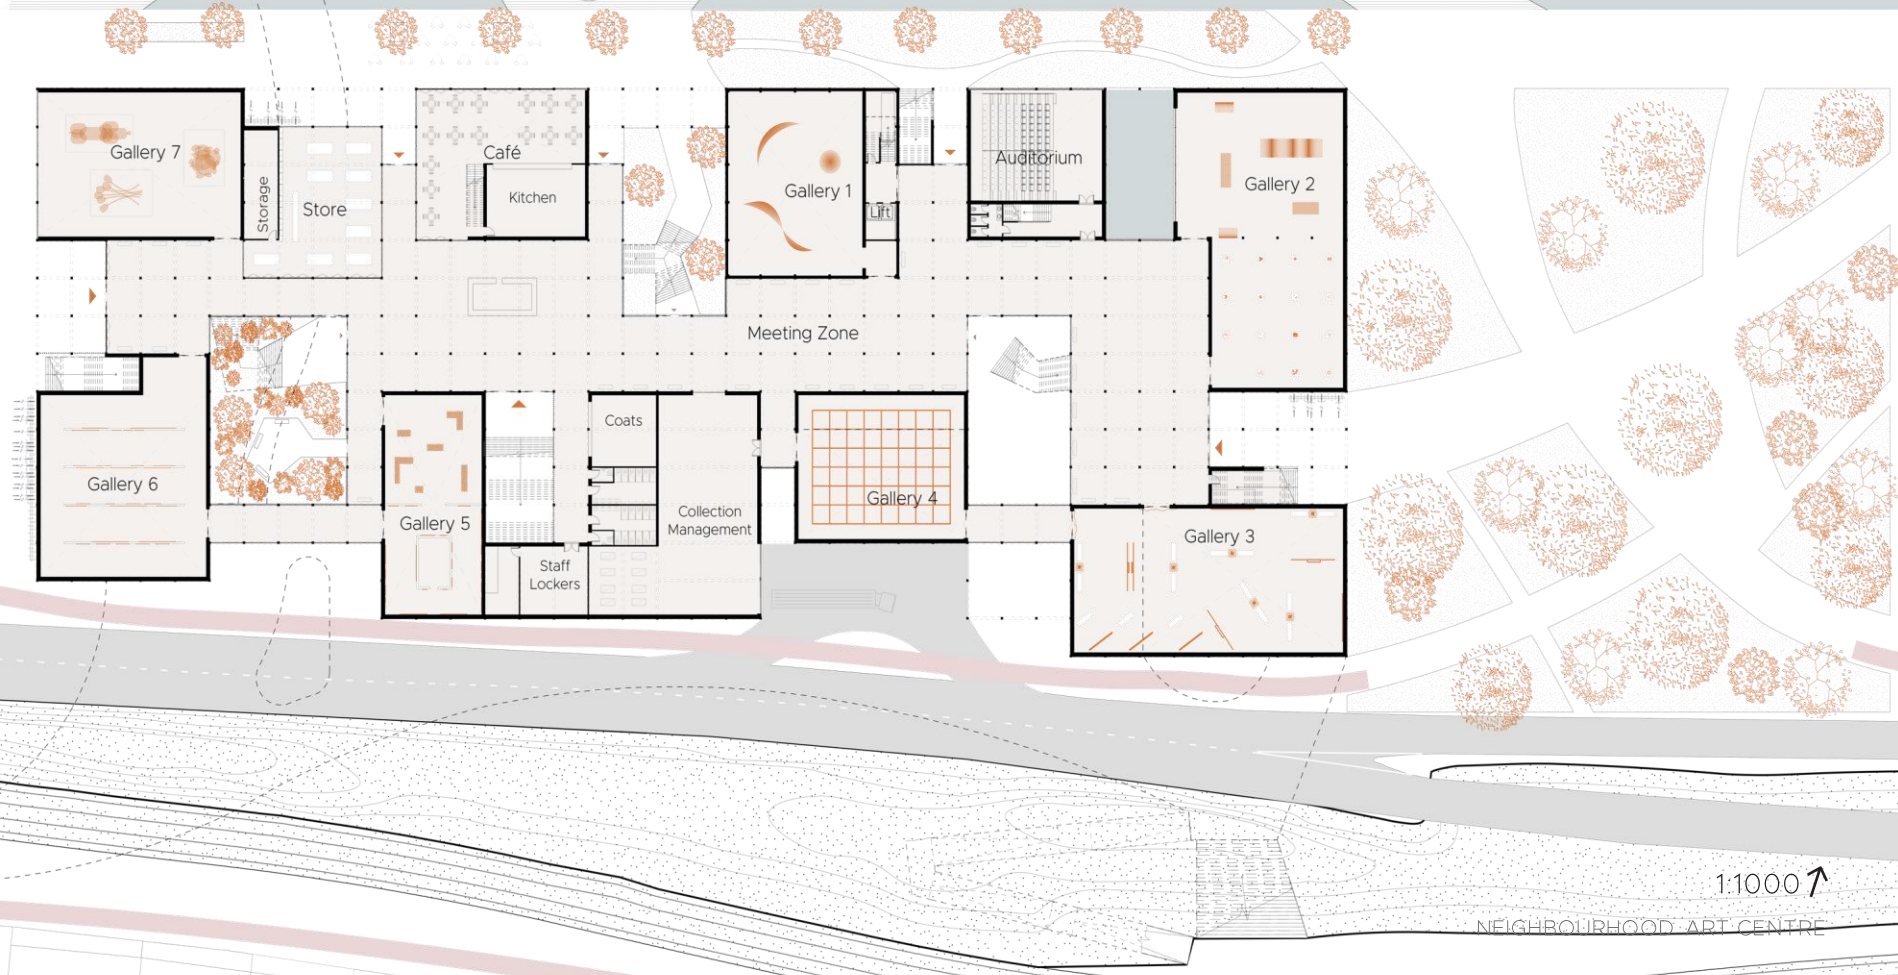 Gallery 7
Storage
Store
Café
Kitchen
Gallery 1
Lift
Auditorium
Gallery 2
Meeting Zone
Gallery 6
Gallery 5
Coats
Collection
Management
Staff
Lockers
Gallery 4
Gallery 3
1:1000
NEIGHBOURHOOD ART CENTRE